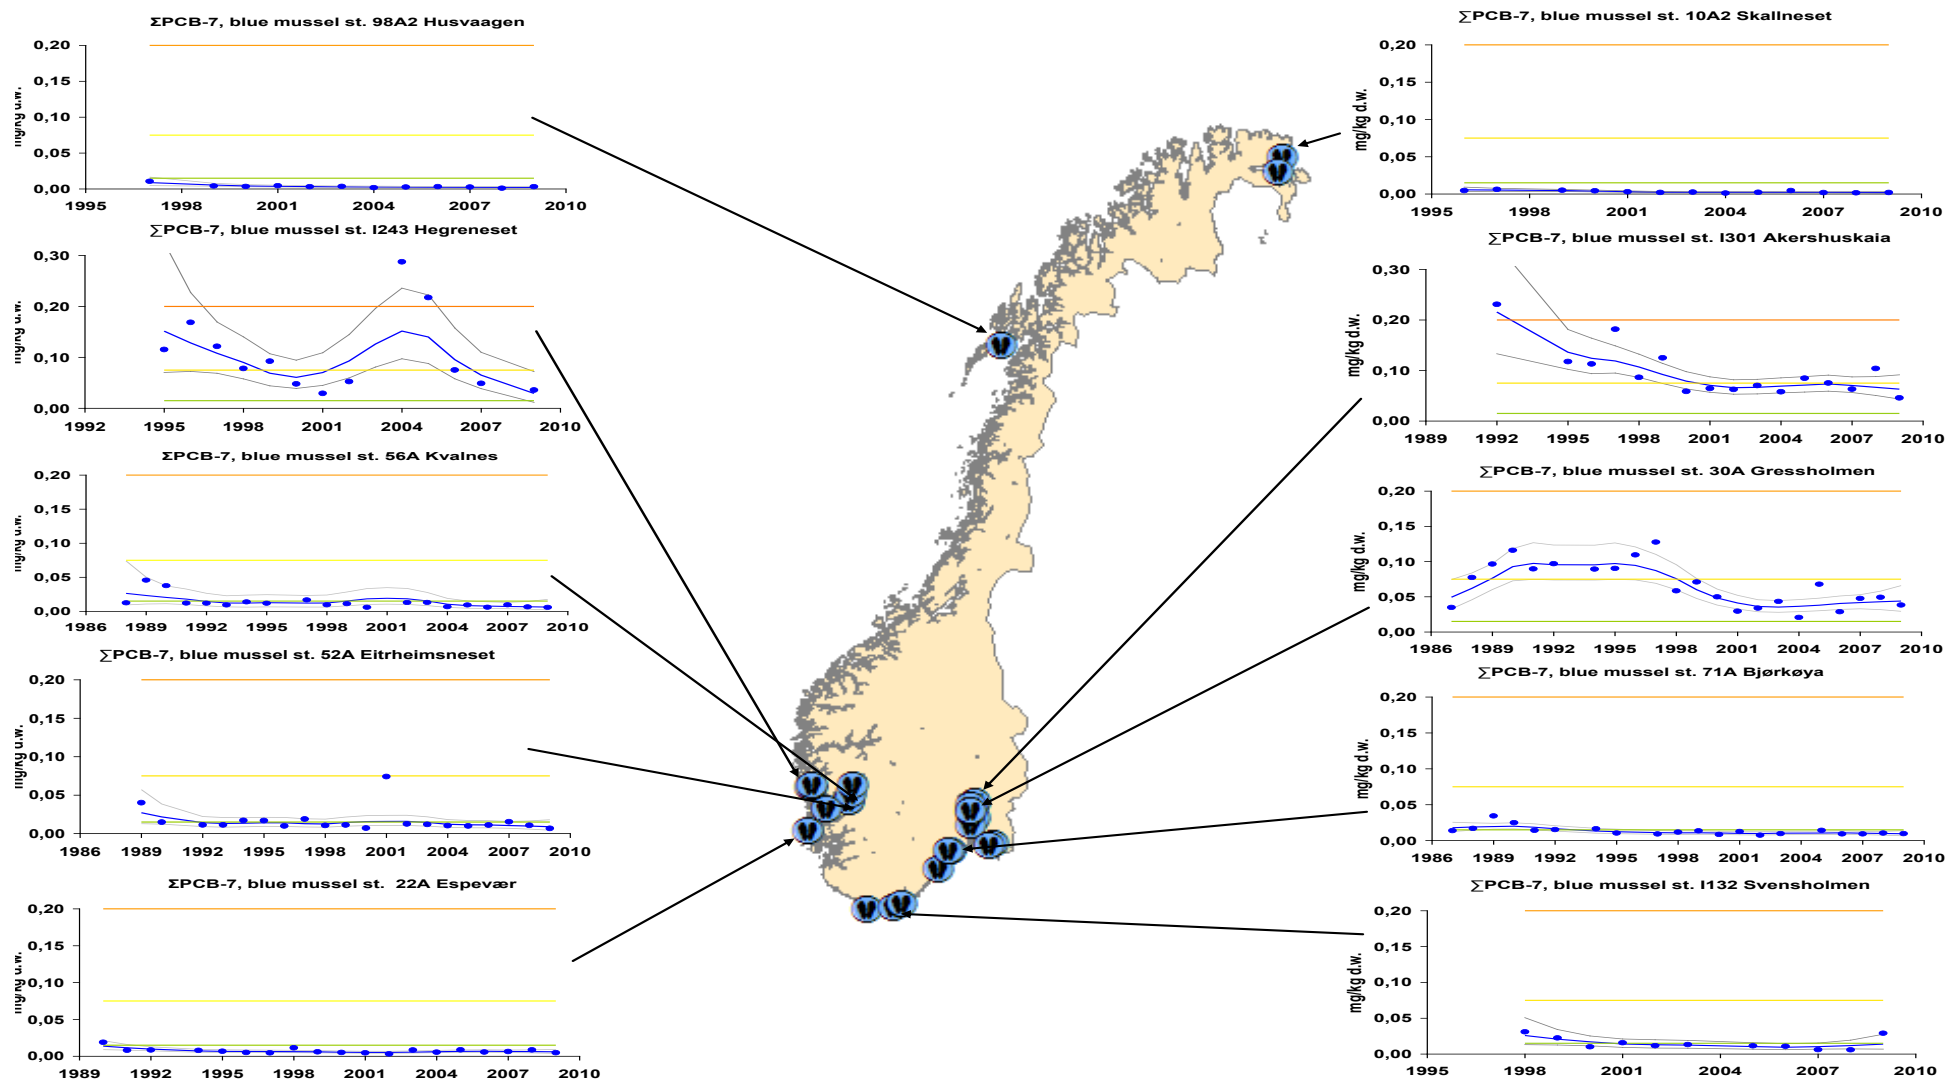 ΣPCB-7, blue mussel st. 98A2 Husvaagen
0,20
0,15
0,10
0,05
0,00
mg/kg d.w.
1995 1998 2001 2004 2007 2010
∑PCB-7, blue mussel st. I243 Hegreneset
0,30
0,20
0,10
0,00
mg/kg d.w.
1992 1995 1998 2001 2004 2007 2010
ΣPCB-7, blue mussel st. 56A Kvalnes
0,20
0,15
0,10
0,05
0,00
mg/kg d.w.
1986 1989 1992 1995 1998 2001 2004 2007 2010
∑PCB-7, blue mussel st. 52A Eitrheimsneset
0,20
0,15
0,10
0,05
0,00
mg/kg d.w.
1986 1989 1992 1995 1998 2001 2004 2007 2010
ΣPCB-7, blue mussel st. 22A Espevær
0,20
0,15
0,10
0,05
0,00
mg/kg d.w.
1989 1992 1995 1998 2001 2004 2007 2010
∑PCB-7, blue mussel st. 10A2 Skallneset
0,20
0,15
0,10
0,05
0,00
mg/kg d.w.
1995 1998 2001 2004 2007 2010
∑PCB-7, blue mussel st. I301 Akershuskaia
0,30
0,20
0,10
0,00
mg/kg d.w.
1989 1992 1995 1998 2001 2004 2007 2010
∑PCB-7, blue mussel st. 30A Gressholmen
0,20
0,15
0,10
0,05
0,00
mg/kg d.w.
1986 1989 1992 1995 1998 2001 2004 2007 2010
∑PCB-7, blue mussel st. 71A Bjørkøya
0,20
0,15
0,10
0,05
0,00
mg/kg d.w.
1986 1989 1992 1995 1998 2001 2004 2007 2010
∑PCB-7, blue mussel st. I132 Svensholmen
0,20
0,15
0,10
0,05
0,00
mg/kg d.w.
1995 1998 2001 2004 2007 2010